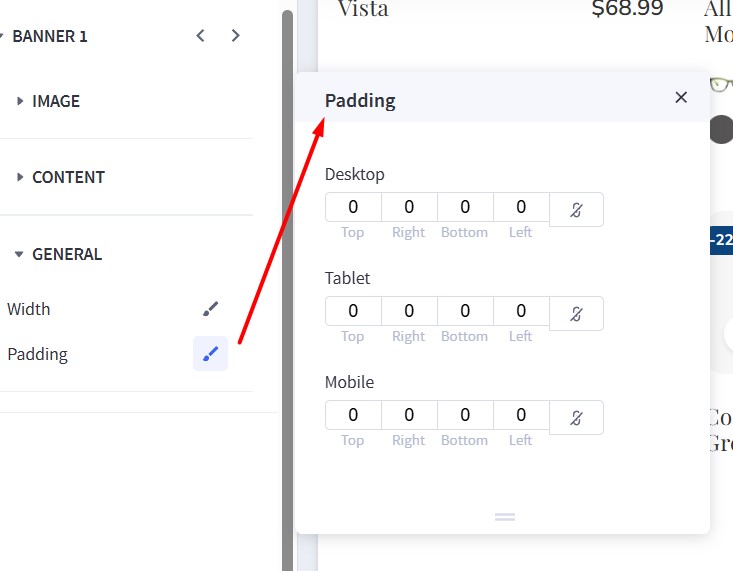 Vista
$68.99
All
Mo
BANNER 1
IMAGE
CONTENT
GENERAL
Width
Padding
Padding
Desktop
0 0 0 0
Top Right Bottom Left
Tablet
0 0 0 0
Top Right Bottom Left
Mobile
0 0 0 0
Top Right Bottom Left
-22
Co
Gre